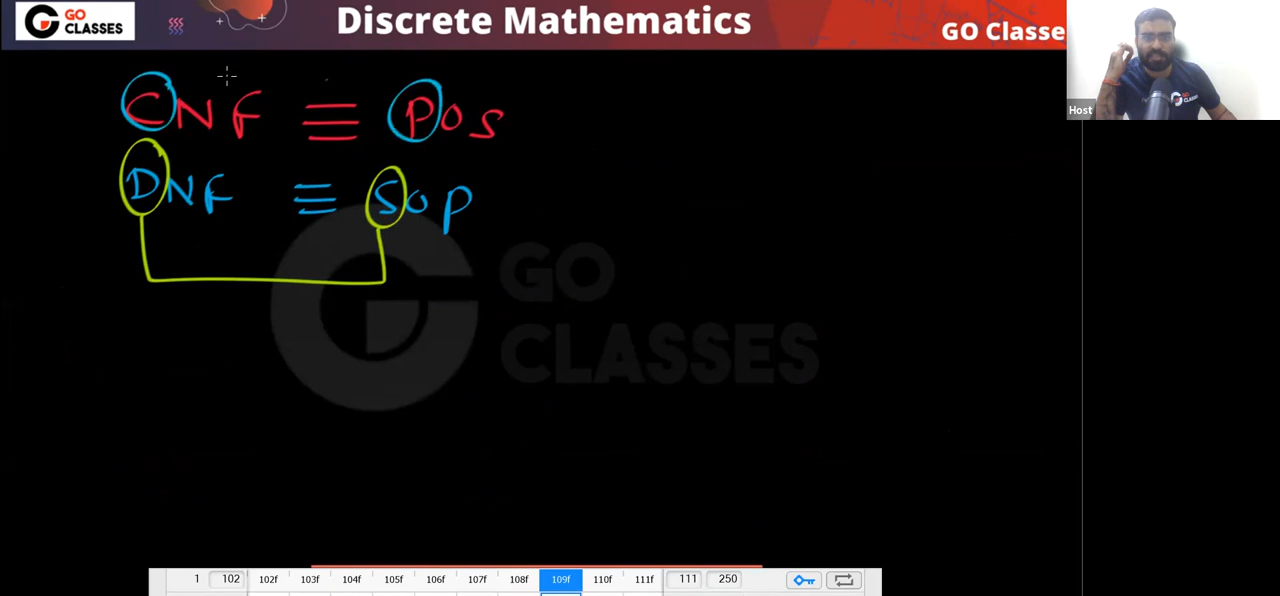 GO CLASSES
Discrete Mathematics
GO Classe
Host
CNF ≡ POS
DNF ≡ SOP
GO
CLASSES
1 102 102f 103f 104f 105f 106f 107f 108f 109f 110f 111f 111 250